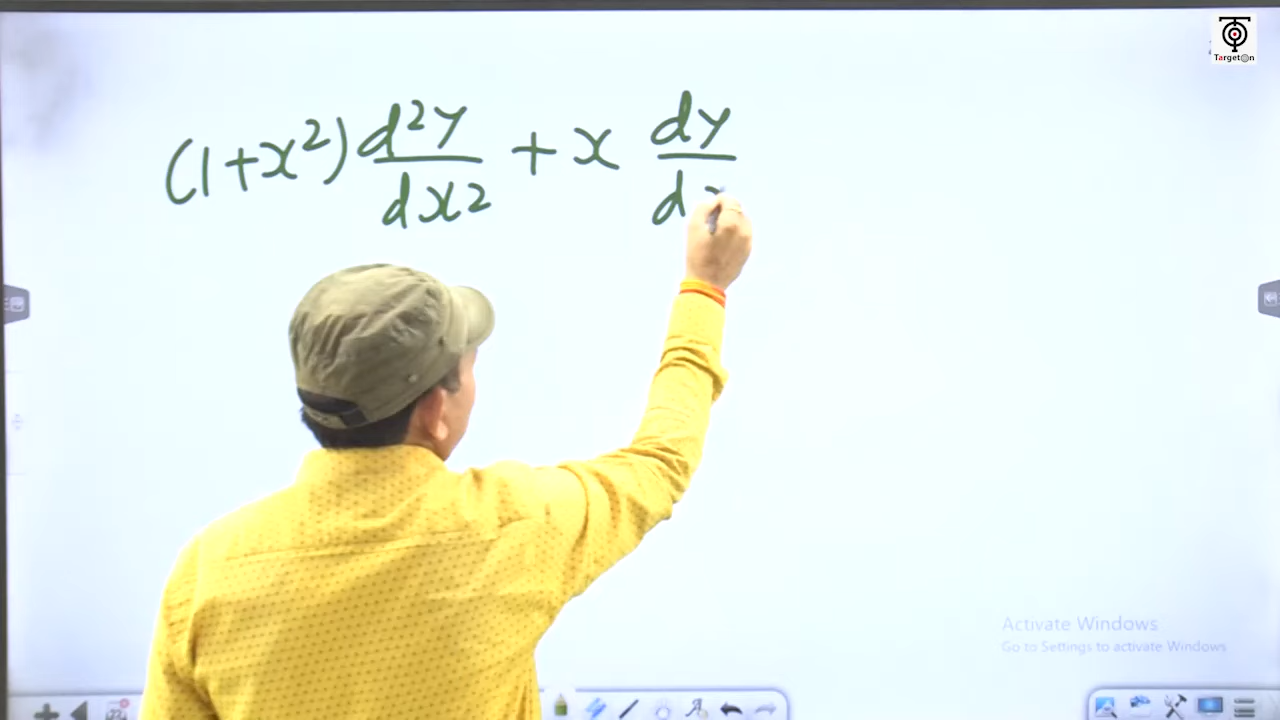 TargetOn
(1+x²) d²y/dx² + x dy/d
Activate Windows
Go to Settings to activate Windows